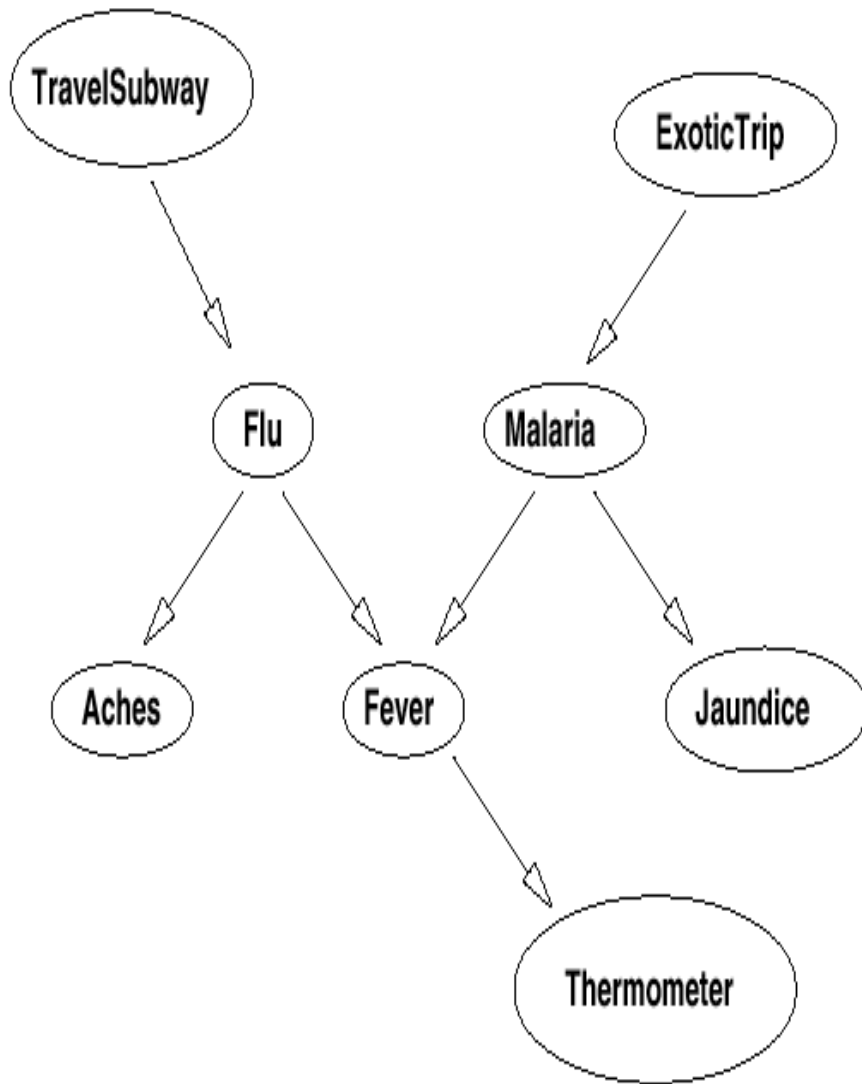 TravelSubway
ExoticTrip
Flu
Malaria
Aches
Fever
Jaundice
Thermometer